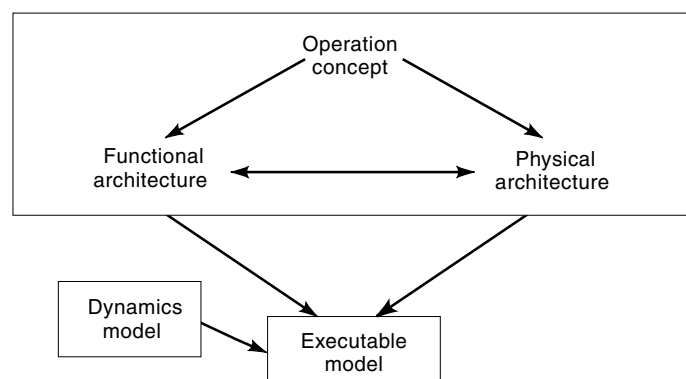 Operation
concept
Functional
architecture
Physical
architecture
Dynamics
model
Executable
model